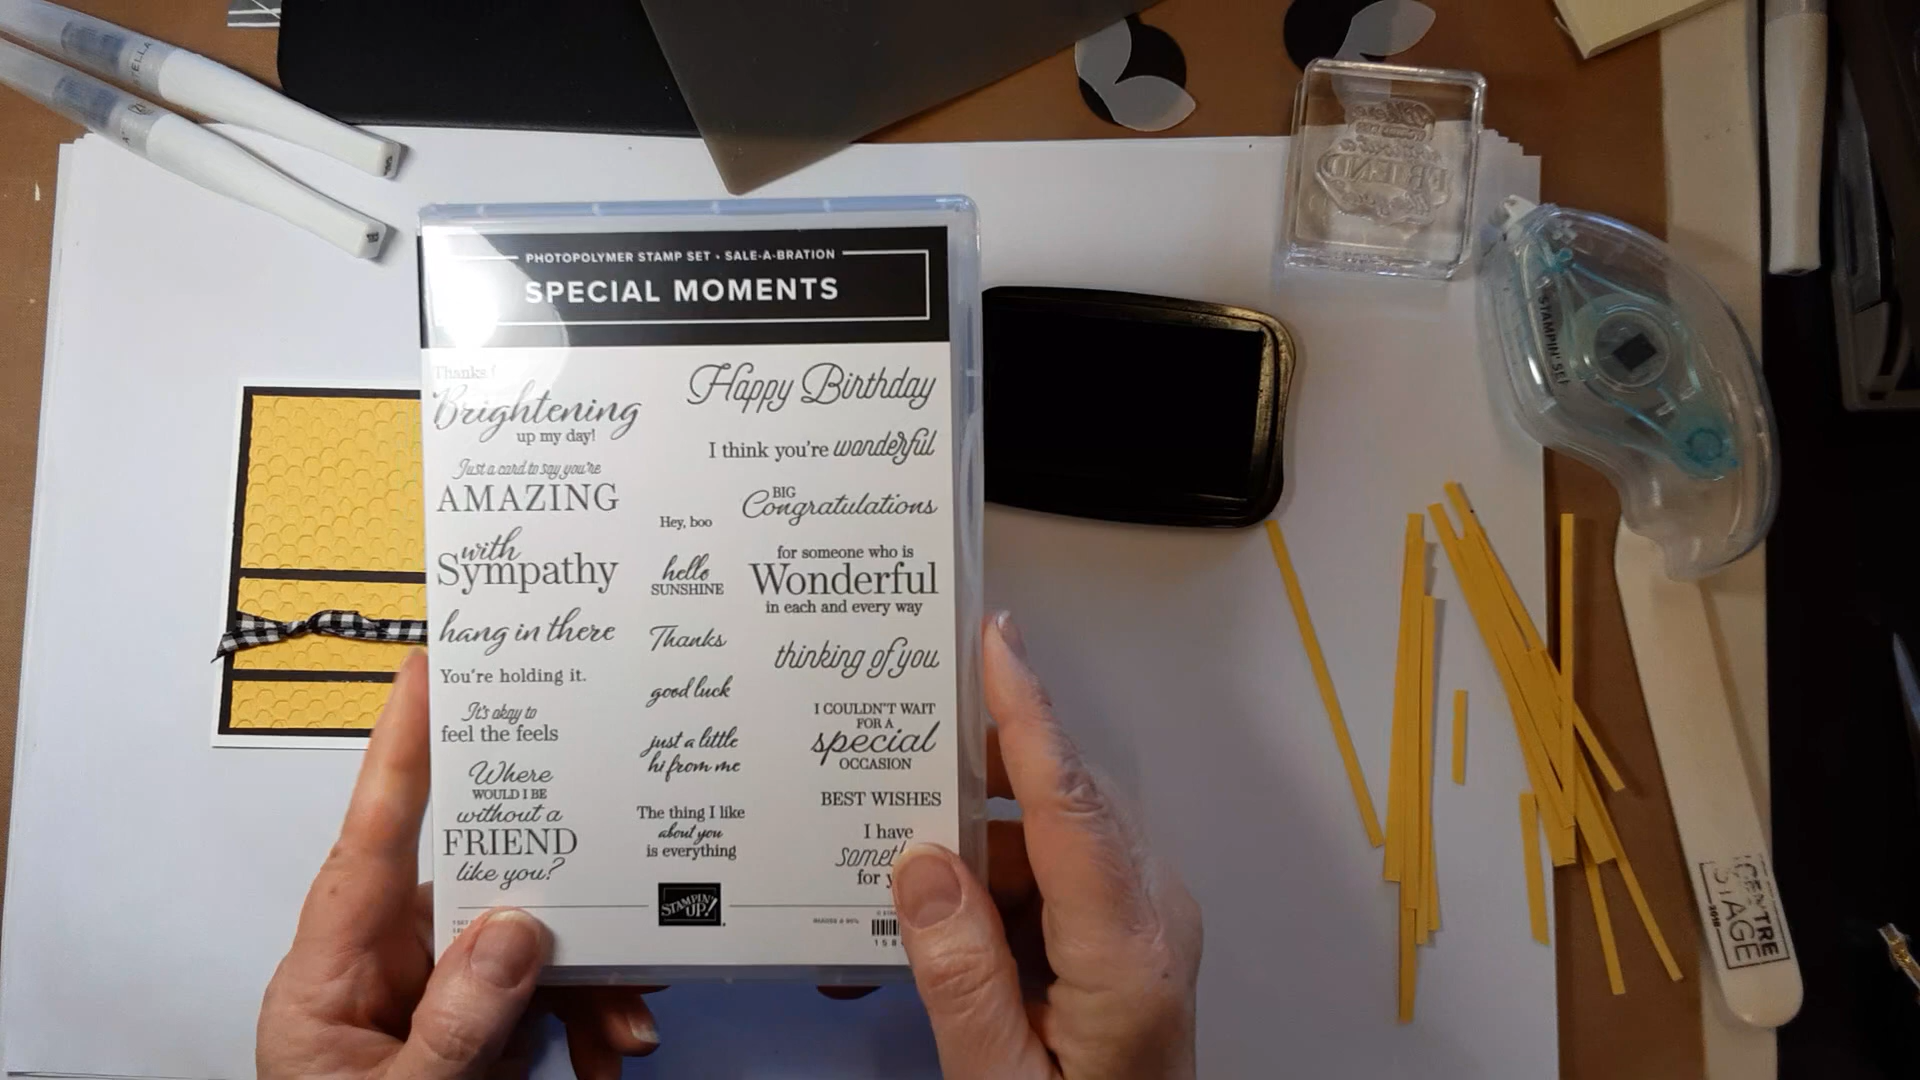 PHOTOPOLYMER STAMP SET • SALE-A-BRATION
SPECIAL MOMENTS
Thanks f
Brightening
up my day!
Just a card to say you're
AMAZING
with
Sympathy
hang in there
You're holding it.
It's okay to
feel the feels
Where
WOULD I BE
without a
FRIEND
like you?
Hey, boo
hello
SUNSHINE
Thanks
good luck
just a little
hi from me
The thing I like
about you
is everything
Happy Birthday
I think you're wonderful
BIG
Congratulations
for someone who is
Wonderful
in each and every way
thinking of you
I COULDN'T WAIT
FOR A
special
OCCASION
BEST WISHES
I have
someth
for y
STAMPIN' UP!
STAMPIN' SEAL
FRIEND
CENTRE
STAGE
2018